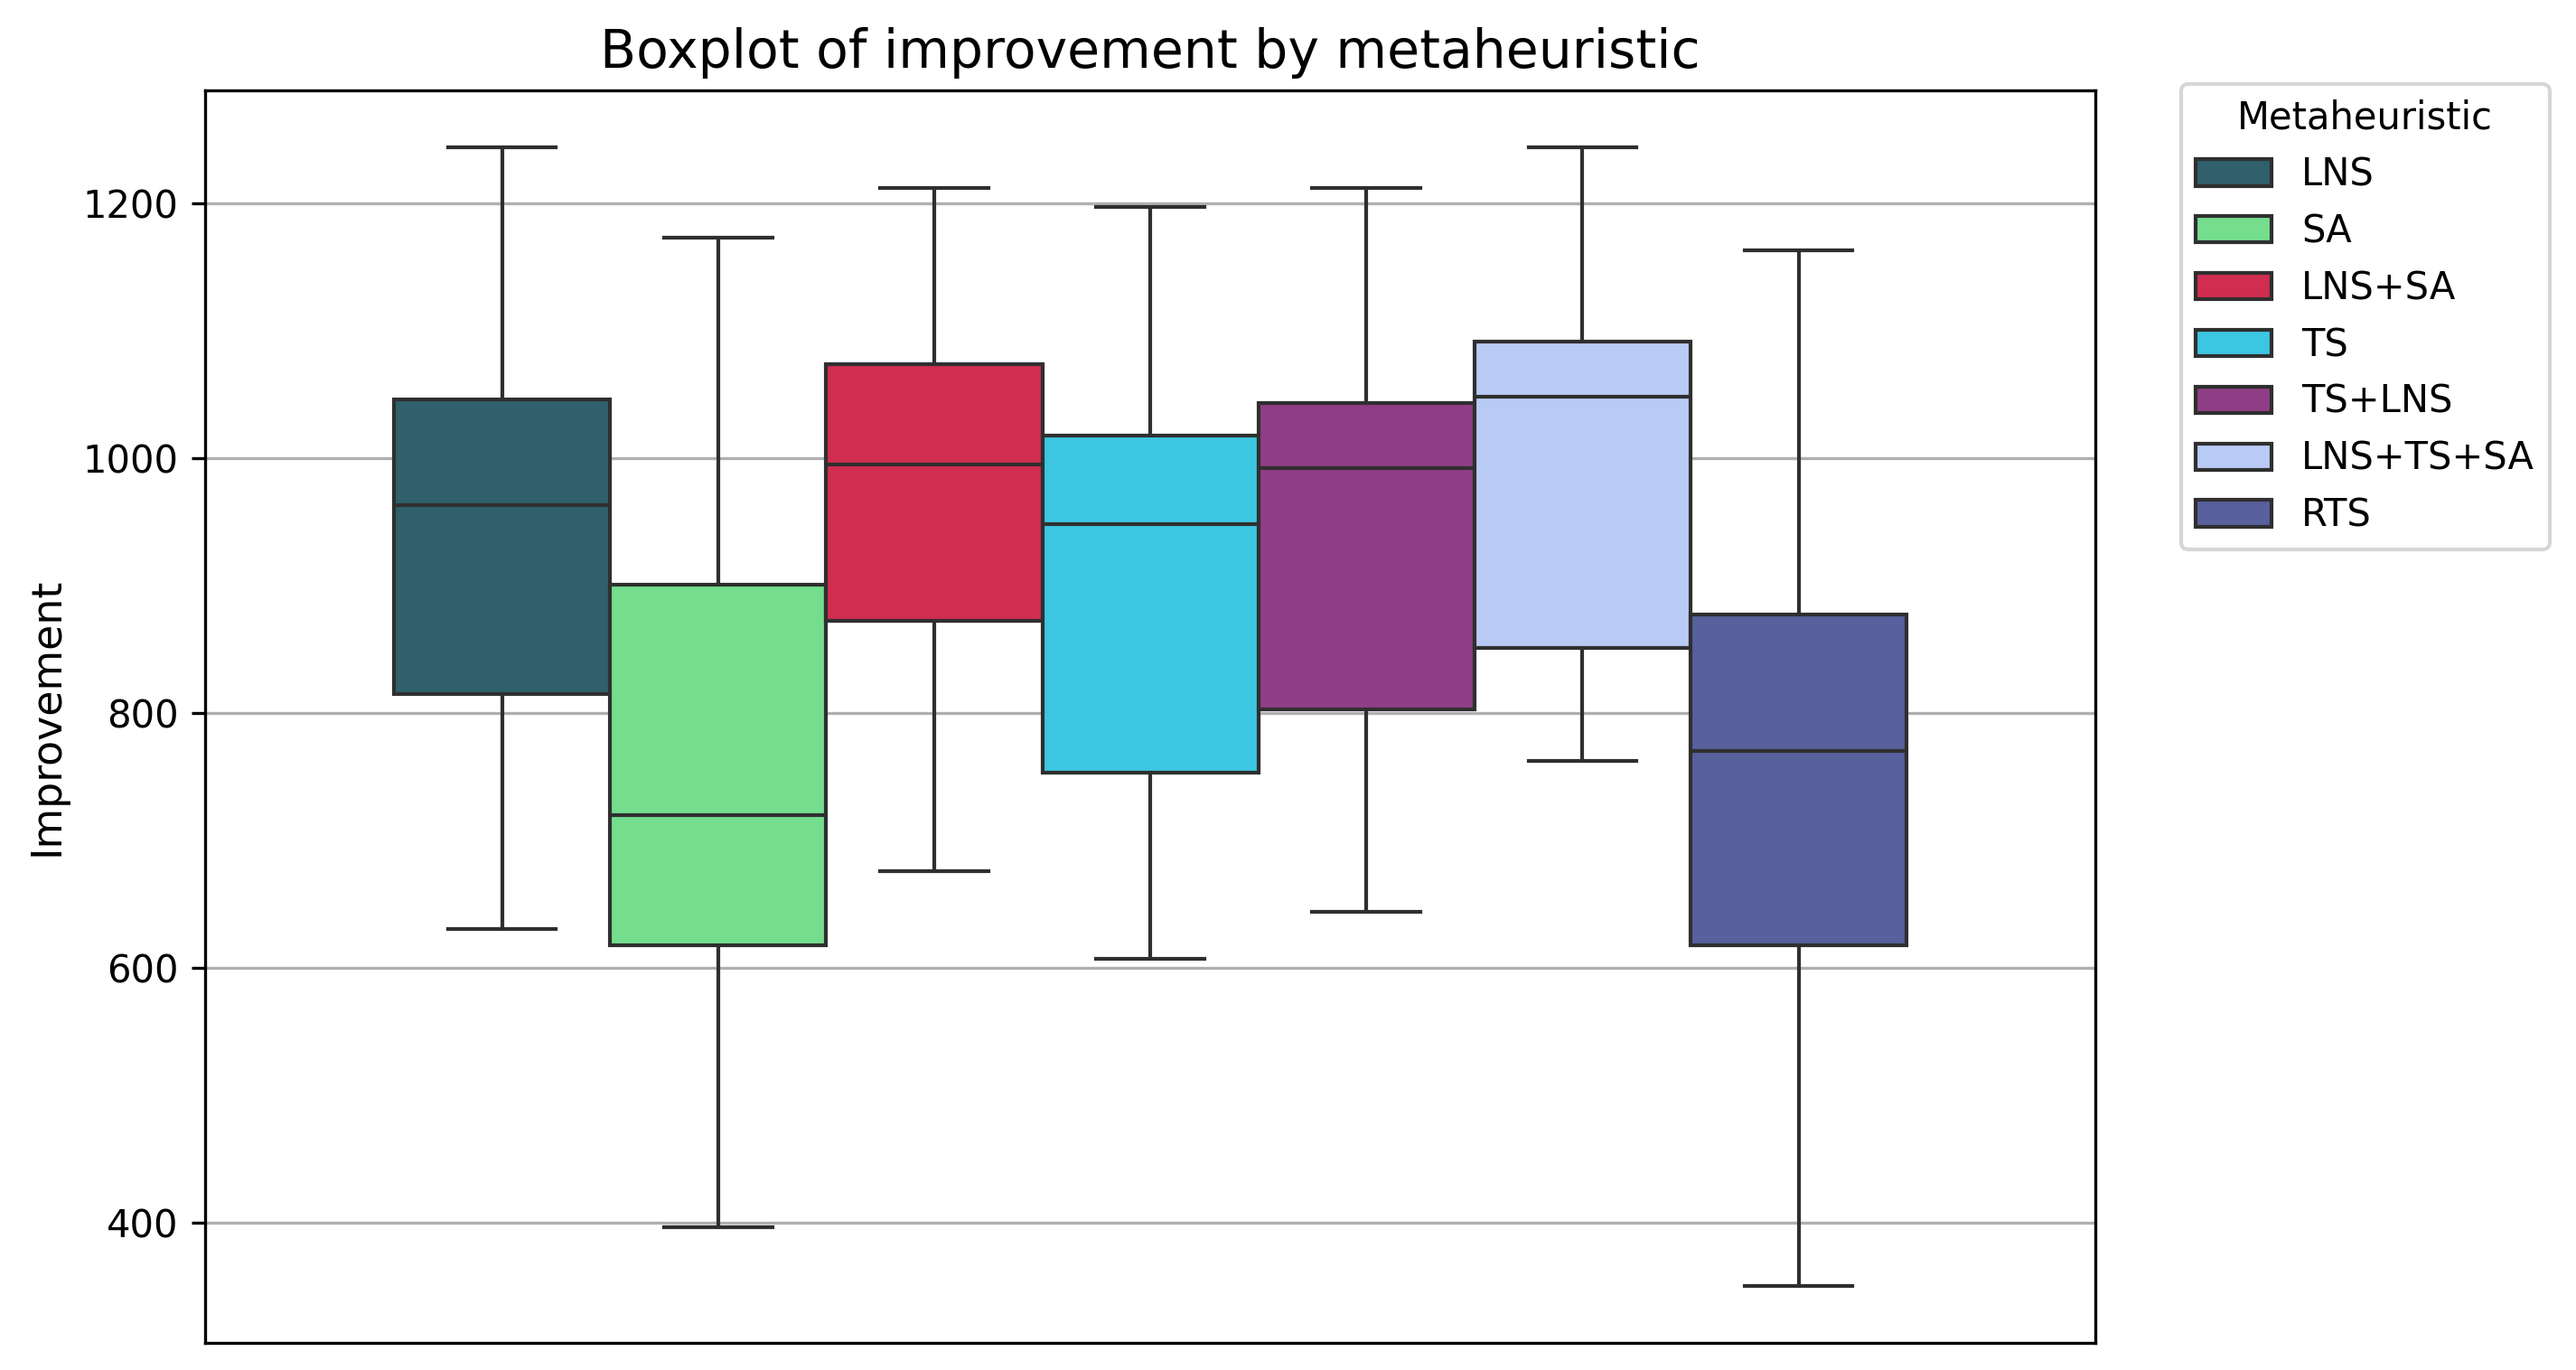 Boxplot of improvement by metaheuristic
Improvement
1200
1000
800
600
400
Metaheuristic
LNS
SA
LNS+SA
TS
TS+LNS
LNS+TS+SA
RTS